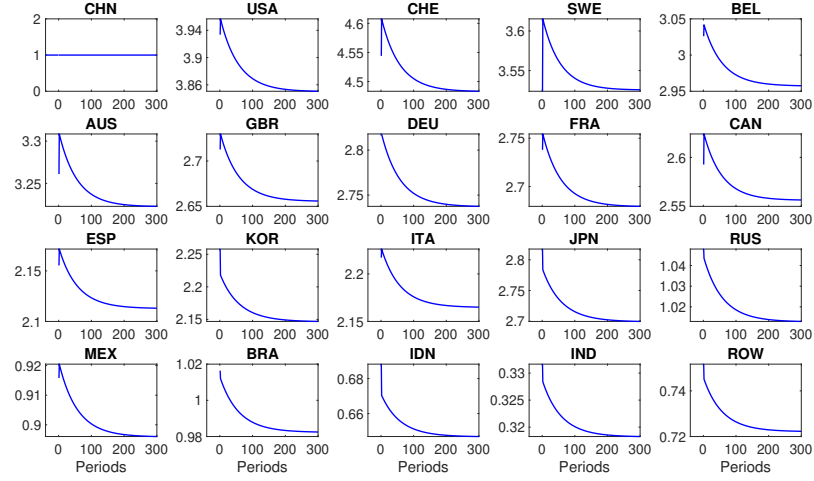 CHN USA CHE SWE BEL
2 1 0
3.94 3.9 3.86
4.6 4.55 4.5
3.6 3.55
3.05 3 2.95
0 100 200 300 0 100 200 300 0 100 200 300 0 100 200 300 0 100 200 300
AUS GBR DEU FRA CAN
3.3 3.25
2.7 2.65
2.8 2.75
2.75 2.7
2.6 2.55
0 100 200 300 0 100 200 300 0 100 200 300 0 100 200 300 0 100 200 300
ESP KOR ITA JPN RUS
2.15 2.1
2.25 2.2 2.15
2.2 2.15
2.8 2.75 2.7
1.04 1.02
0 100 200 300 0 100 200 300 0 100 200 300 0 100 200 300 0 100 200 300
MEX BRA IDN IND ROW
0.92 0.91 0.9
1.02 1 0.98
0.68 0.66
0.33 0.325 0.32
0.74 0.72
0 100 200 300 0 100 200 300 0 100 200 300 0 100 200 300 0 100 200 300
Periods Periods Periods Periods Periods